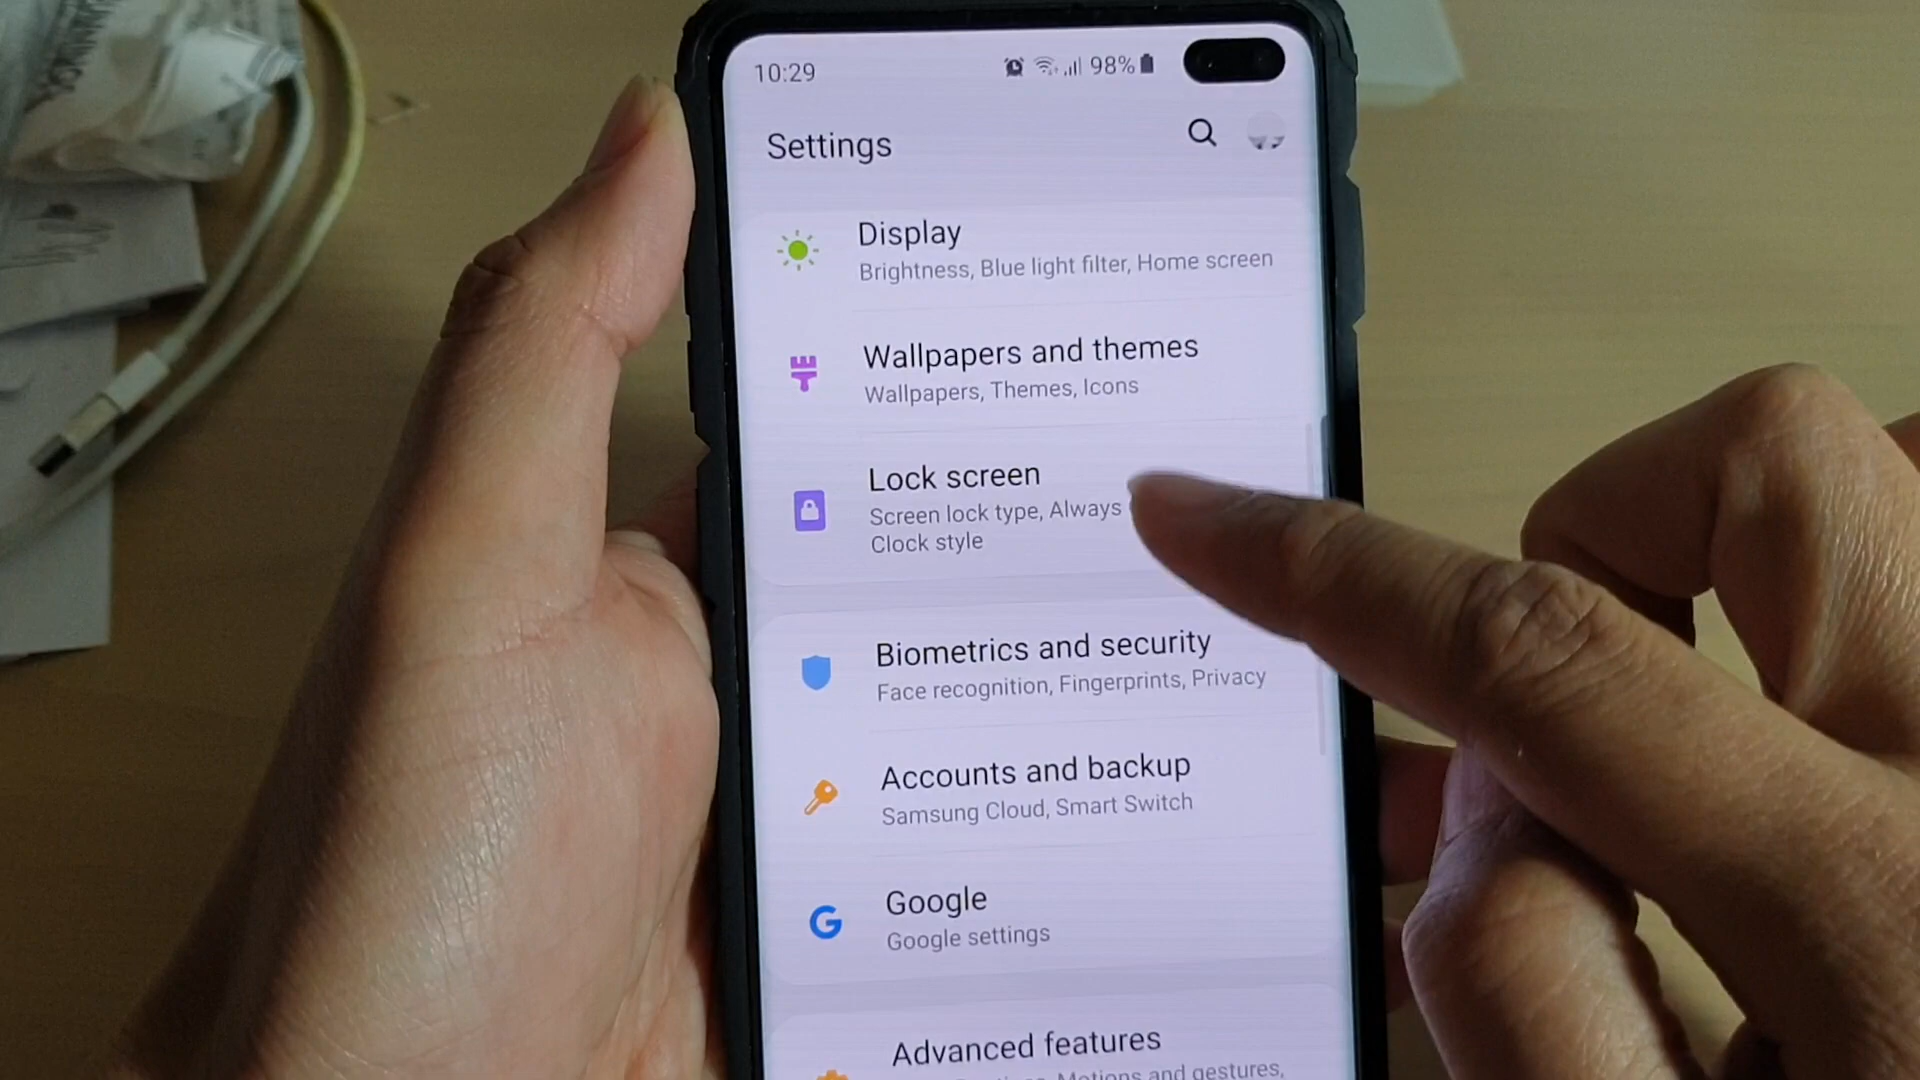 10:29 98%
Settings
Display
Brightness, Blue light filter, Home screen
Wallpapers and themes
Wallpapers, Themes, Icons
Lock screen
Screen lock type, Always
Clock style
Biometrics and security
Face recognition, Fingerprints, Privacy
Accounts and backup
Samsung Cloud, Smart Switch
G Google
Google settings
Advanced features
Motions and gestures,